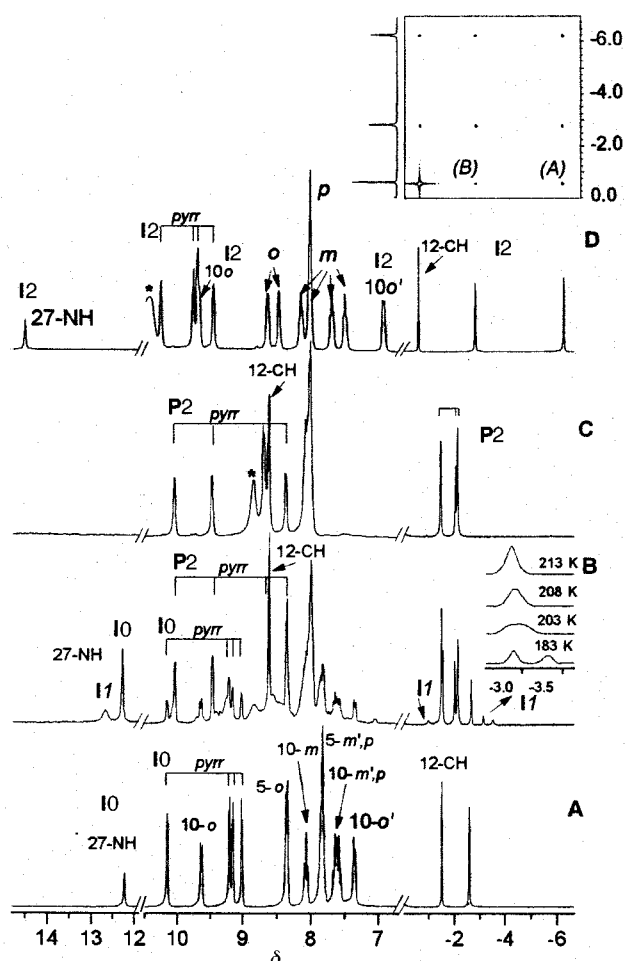 -6.0
-4.0
-2.0
0.0
(B) (A)
p
D
I2 pyrr
I2
10o
o
m
I2
10o'
12-CH
I2
I2
27-NH
*
12-CH
C
P2 pyrr
*
P2
12-CH
B
P2 pyrr
213 K
208 K
203 K
183 K
-3.0 -3.5
I1
I0 pyrr
I0
27-NH
I1
I1
5-m',p
10-m
10-m',p
A
I0 pyrr
5-o
12-CH
I0
10-o
10-o'
27-NH
14 13 12 10 9 8 7 -2 -4 -6
δ